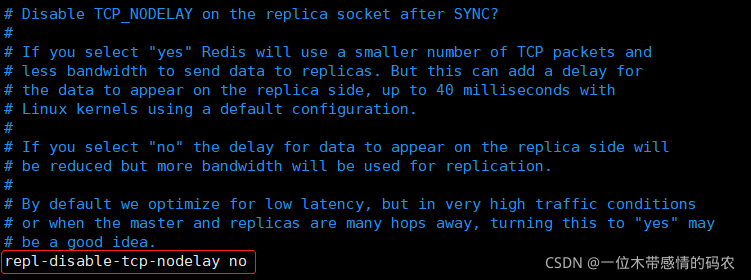 # Disable TCP_NODELAY on the replica socket after SYNC?
#
# If you select "yes" Redis will use a smaller number of TCP packets and
# less bandwidth to send data to replicas. But this can add a delay for
# the data to appear on the replica side, up to 40 milliseconds with
# Linux kernels using a default configuration.
#
# If you select "no" the delay for data to appear on the replica side will
# be reduced but more bandwidth will be used for replication.
#
# By default we optimize for low latency, but in very high traffic conditions
# or when the master and replicas are many hops away, turning this to "yes" may
# be a good idea.
repl-disable-tcp-nodelay no
CSDN @一位木带感情的码农